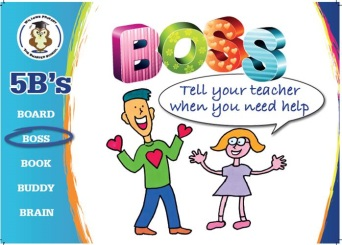 5B's
BOARD
BOSS
BOOK
BUDDY
BRAIN
BOSS
Tell your teacher
when you need help